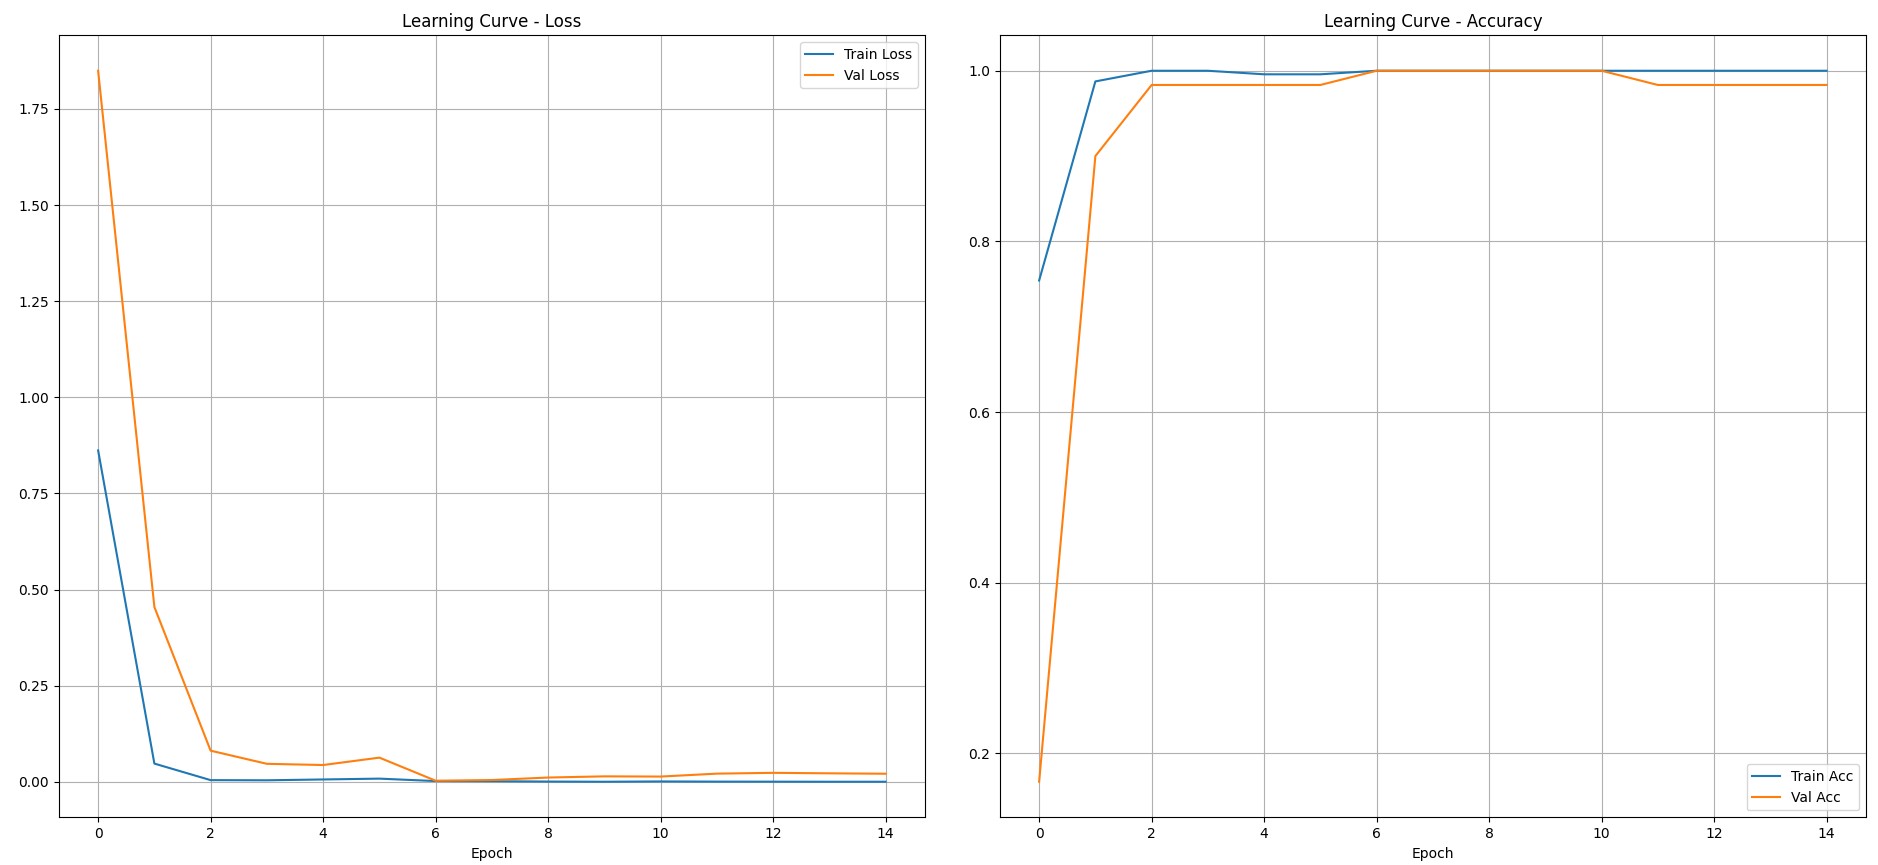 Learning Curve - Loss
Train Loss
Val Loss
1.75
1.50
1.25
1.00
0.75
0.50
0.25
0.00
0 2 4 6 8 10 12 14
Epoch
Learning Curve - Accuracy
1.0
0.8
0.6
0.4
0.2
Train Acc
Val Acc
0 2 4 6 8 10 12 14
Epoch